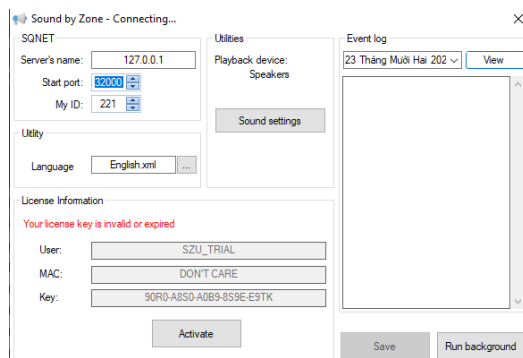 Sound by Zone - Connecting...
SQNET
Server's name: 127.0.0.1
Start port: 32000
My ID: 221
Utilities
Playback device:
Speakers
Sound settings
Event log
23 Tháng Mười Hai 202
View
Utlity
Language English.xml ...
License Information
Your license key is invalid or expired
User: SZU_TRIAL
MAC: DON'T CARE
Key: 90R0-A8S0-A0B9-8S9E-E9TK
Activate
Save
Run background